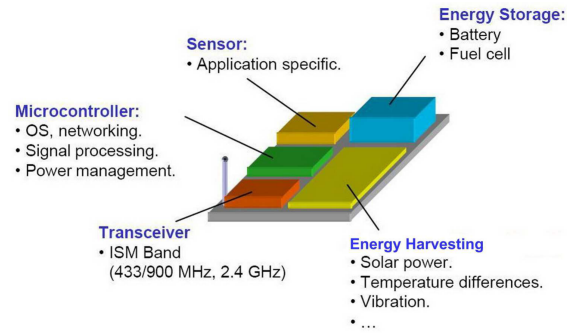 Energy Storage:
• Battery
• Fuel cell
Sensor:
• Application specific.
Microcontroller:
• OS, networking.
• Signal processing.
• Power management.
Transceiver
• ISM Band
(433/900 MHz, 2.4 GHz)
Energy Harvesting
• Solar power.
• Temperature differences.
• Vibration.
• …